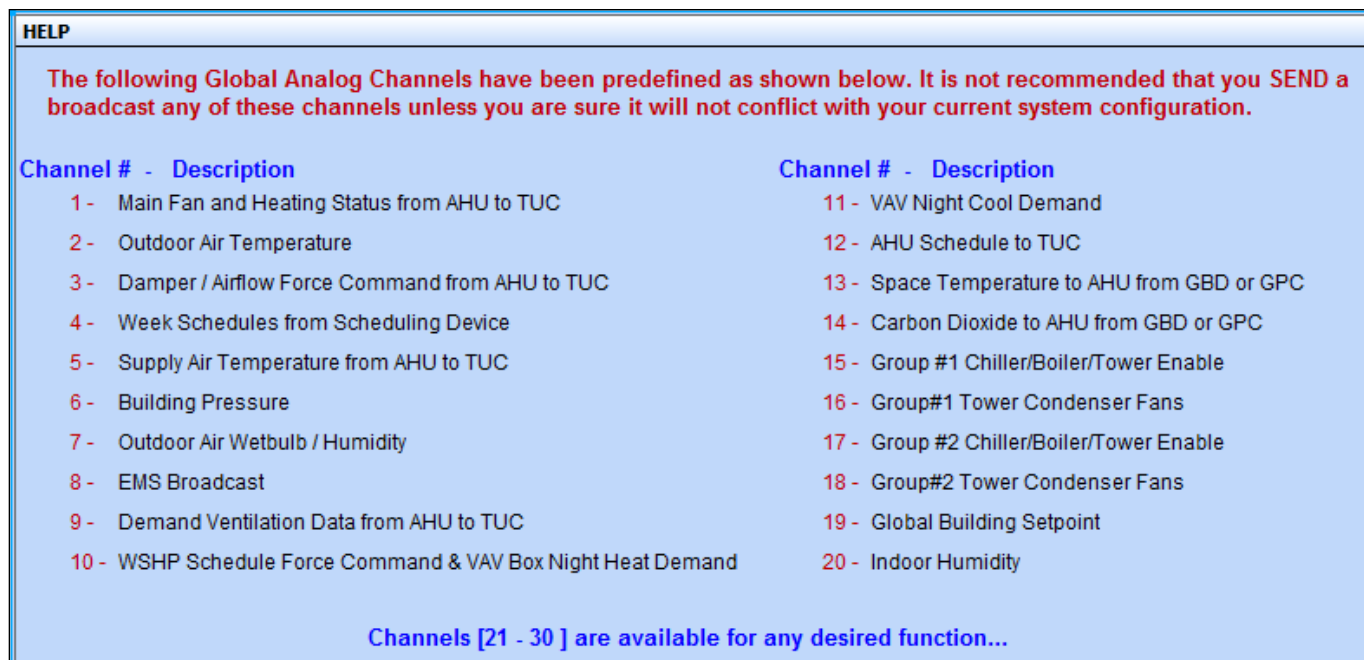 HELP
The following Global Analog Channels have been predefined as shown below. It is not recommended that you SEND a
broadcast any of these channels unless you are sure it will not conflict with your current system configuration.
Channel # - Description
1 - Main Fan and Heating Status from AHU to TUC
2 - Outdoor Air Temperature
3 - Damper / Airflow Force Command from AHU to TUC
4 - Week Schedules from Scheduling Device
5 - Supply Air Temperature from AHU to TUC
6 - Building Pressure
7 - Outdoor Air Wetbulb / Humidity
8 - EMS Broadcast
9 - Demand Ventilation Data from AHU to TUC
10 - WSHP Schedule Force Command & VAV Box Night Heat Demand
Channel # - Description
11 - VAV Night Cool Demand
12 - AHU Schedule to TUC
13 - Space Temperature to AHU from GBD or GPC
14 - Carbon Dioxide to AHU from GBD or GPC
15 - Group #1 Chiller/Boiler/Tower Enable
16 - Group#1 Tower Condenser Fans
17 - Group #2 Chiller/Boiler/Tower Enable
18 - Group#2 Tower Condenser Fans
19 - Global Building Setpoint
20 - Indoor Humidity
Channels [21 - 30 ] are available for any desired function...